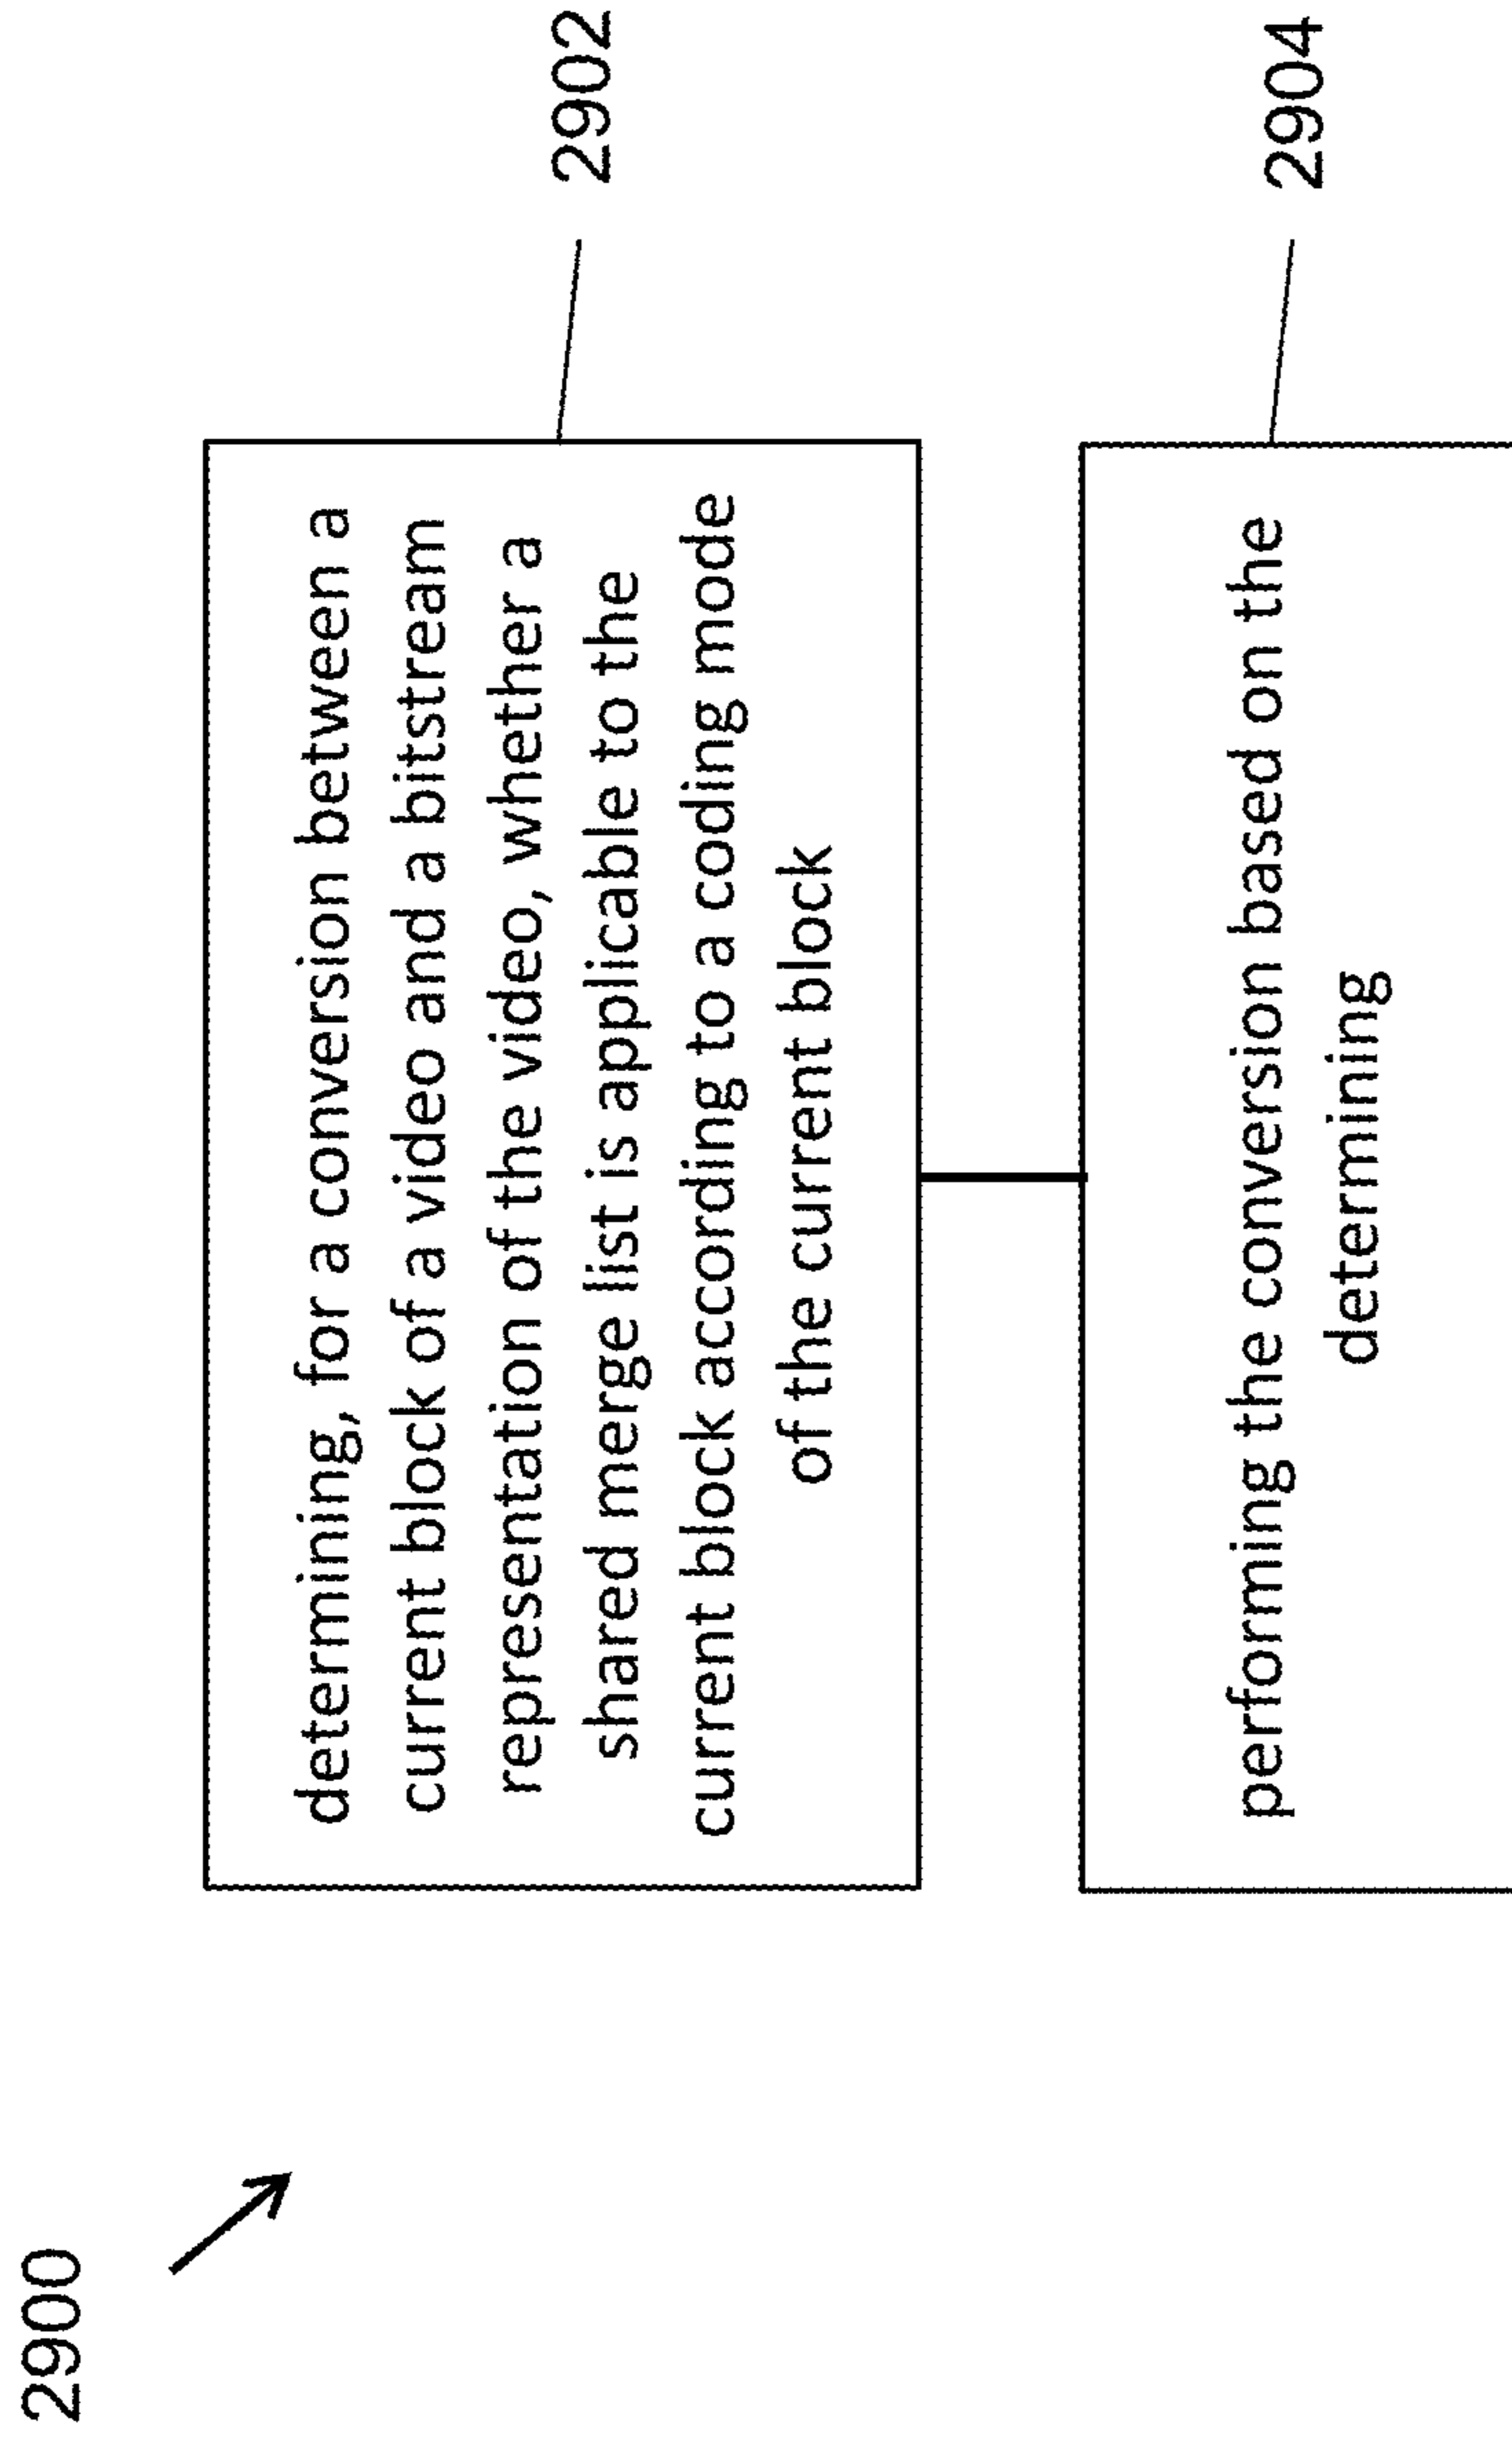 2900
determining, for a conversion between a
current block of a video and a bitstream
representation of the video, whether a
shared merge list is applicable to the
current block according to a coding mode
of the current block
2902
performing the conversion based on the
determining
2904